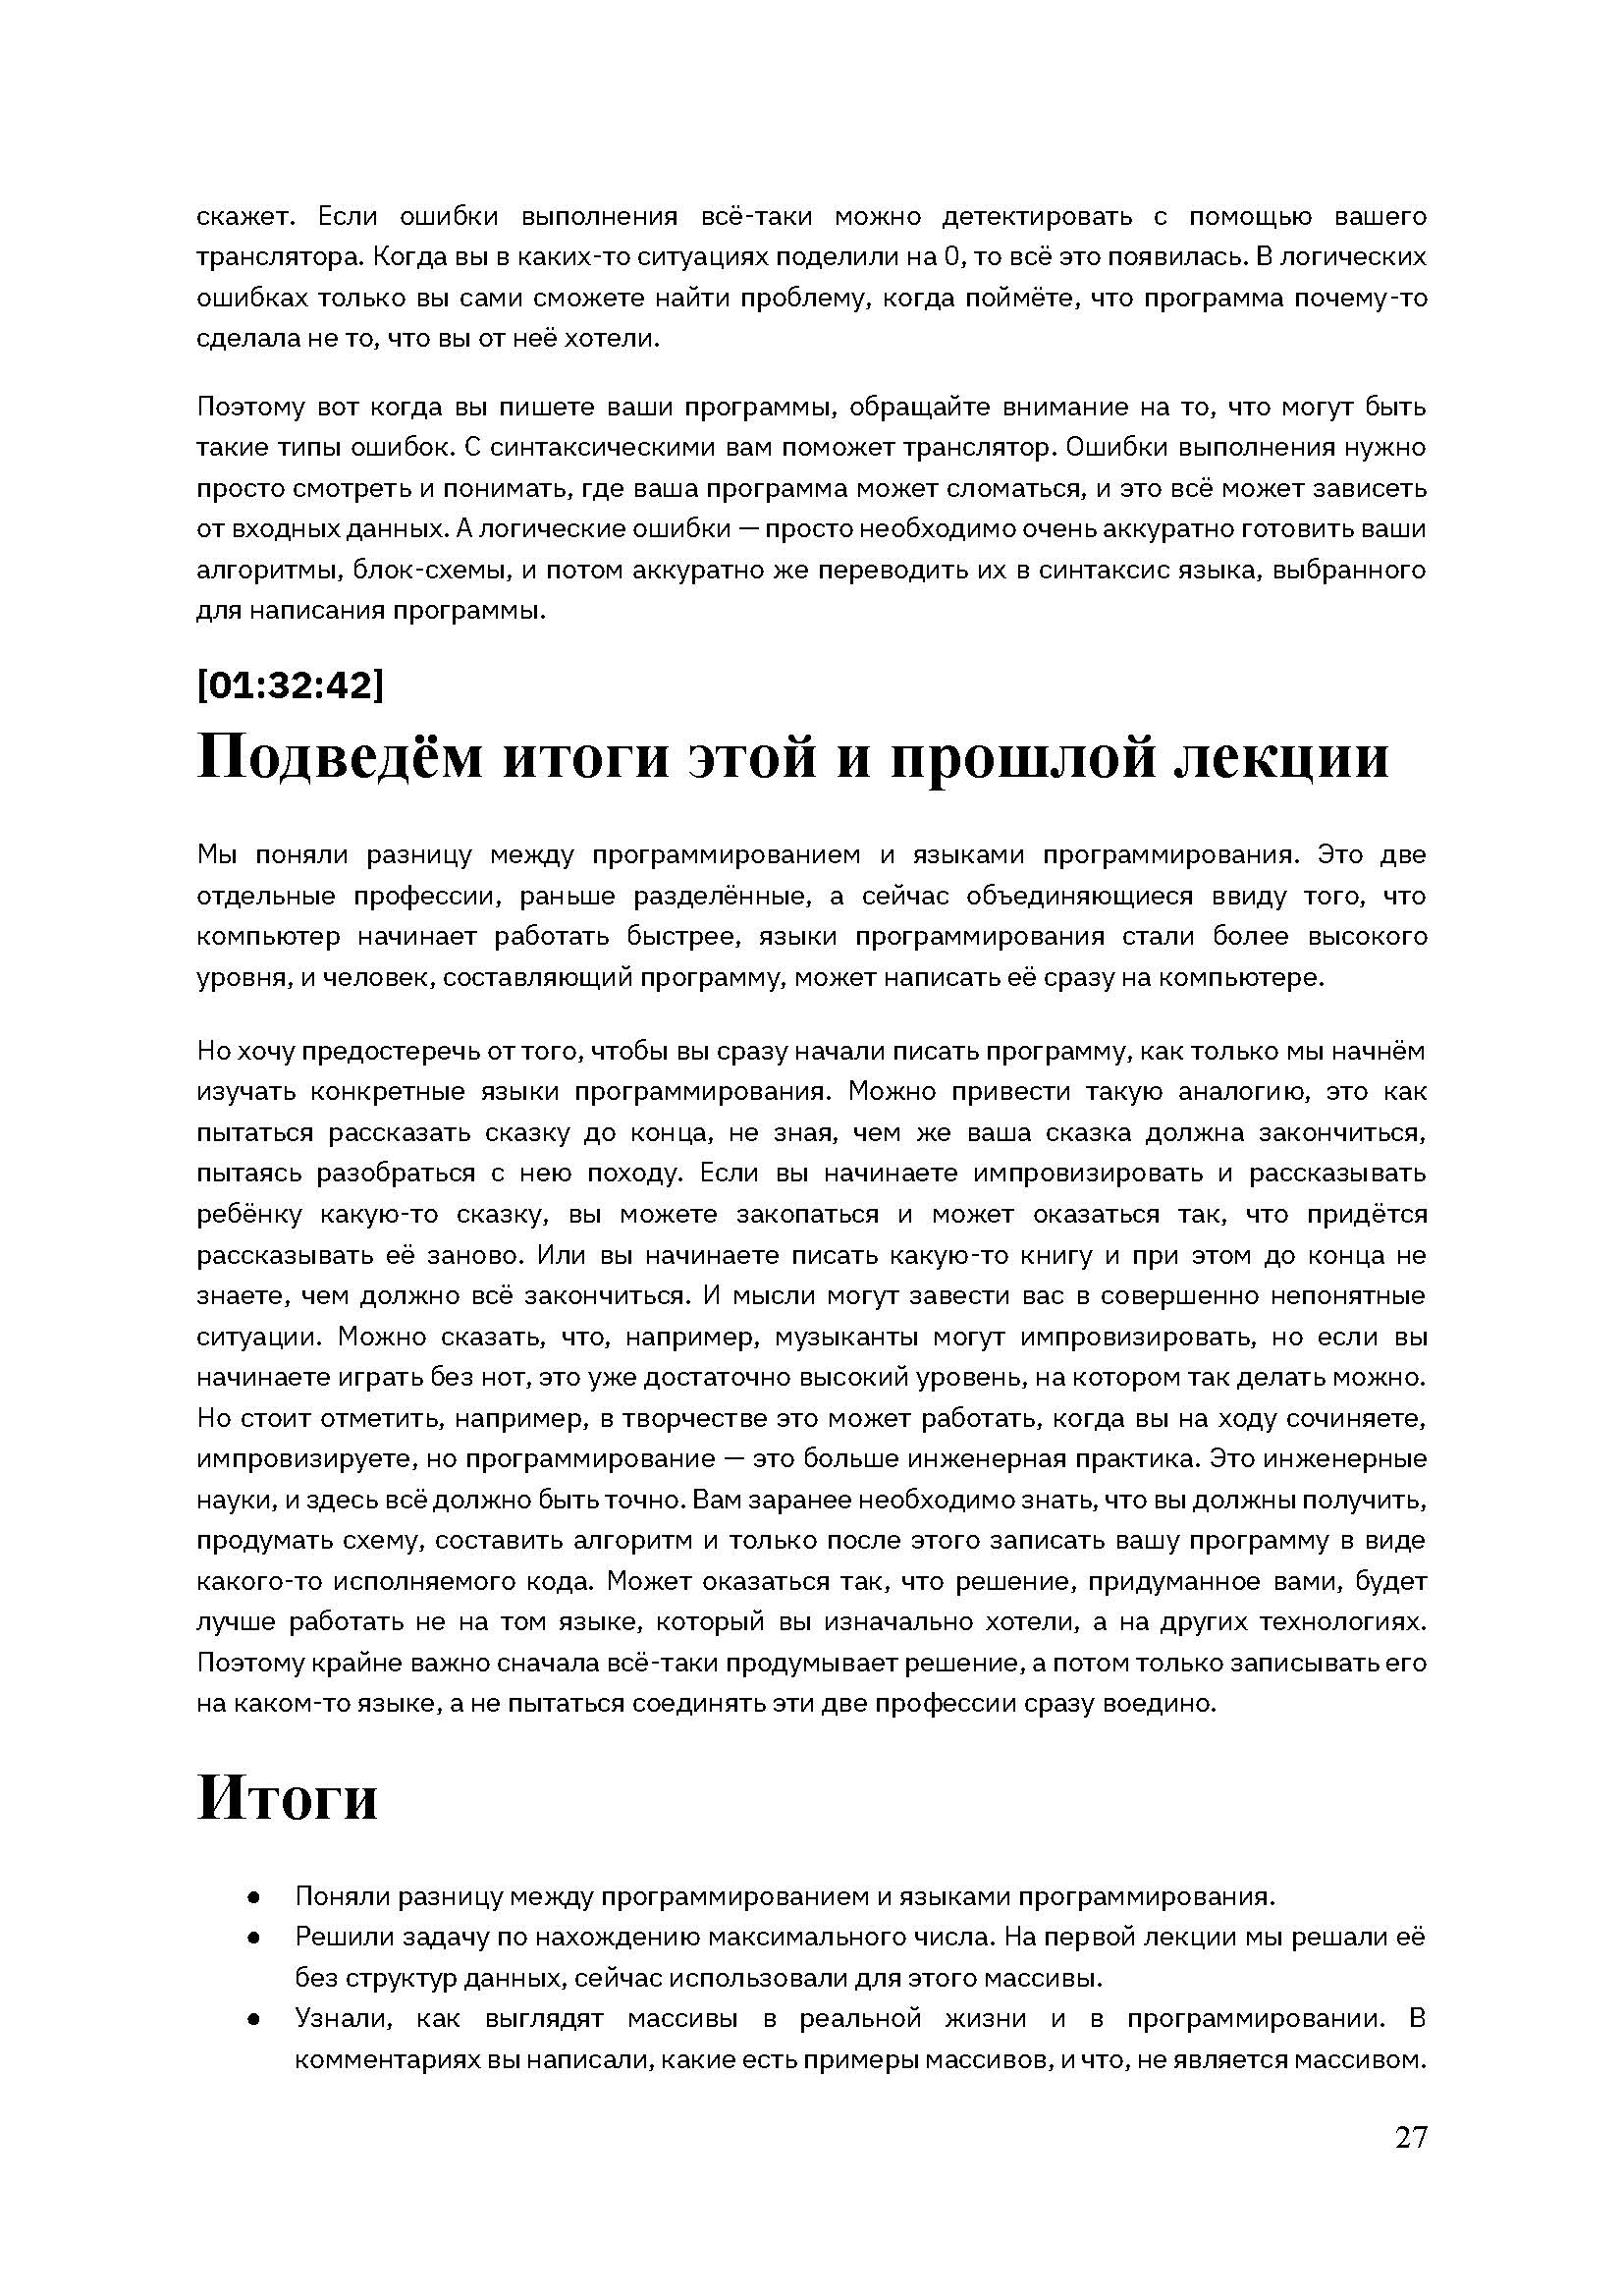 скажет. Если ошибки выполнения всё-таки можно детектировать с помощью вашего
транслятора. Когда вы в каких-то ситуациях поделили на 0, то всё это появилась. В логических
ошибках только вы сами сможете найти проблему, когда поймёте, что программа почему-то
сделала не то, что вы от неё хотели.
Поэтому вот когда вы пишете ваши программы, обращайте внимание на то, что могут быть
такие типы ошибок. С синтаксическими вам поможет транслятор. Ошибки выполнения нужно
просто смотреть и понимать, где ваша программа может сломаться, и это всё может зависеть
от входных данных. А логические ошибки — просто необходимо очень аккуратно готовить ваши
алгоритмы, блок-схемы, и потом аккуратно же переводить их в синтаксис языка, выбранного
для написания программы.
[01:32:42]
Подведём итоги этой и прошлой лекции
Мы поняли разницу между программированием и языками программирования. Это две
отдельные профессии, раньше разделённые, а сейчас объединяющиеся ввиду того, что
компьютер начинает работать быстрее, языки программирования стали более высокого
уровня, и человек, составляющий программу, может написать её сразу на компьютере.
Но хочу предостеречь от того, чтобы вы сразу начали писать программу, как только мы начнём
изучать конкретные языки программирования. Можно привести такую аналогию, это как
пытаться рассказать сказку до конца, не зная, чем же ваша сказка должна закончиться,
пытаясь разобраться с нею походу. Если вы начинаете импровизировать и рассказывать
ребёнку какую-то сказку, вы можете закопаться и может оказаться так, что придётся
рассказывать её заново. Или вы начинаете писать какую-то книгу и при этом до конца не
знаете, чем должно всё закончиться. И мысли могут завести вас в совершенно непонятные
ситуации. Можно сказать, что, например, музыканты могут импровизировать, но если вы
начинаете играть без нот, это уже достаточно высокий уровень, на котором так делать можно.
Но стоит отметить, например, в творчестве это может работать, когда вы на ходу сочиняете,
импровизируете, но программирование — это больше инженерная практика. Это инженерные
науки, и здесь всё должно быть точно. Вам заранее необходимо знать, что вы должны получить,
продумать схему, составить алгоритм и только после этого записать вашу программу в виде
какого-то исполняемого кода. Может оказаться так, что решение, придуманное вами, будет
лучше работать не на том языке, который вы изначально хотели, а на других технологиях.
Поэтому крайне важно сначала всё-таки продумывает решение, а потом только записывать его
на каком-то языке, а не пытаться соединять эти две профессии сразу воедино.
Итоги
● Поняли разницу между программированием и языками программирования.
● Решили задачу по нахождению максимального числа. На первой лекции мы решали её
без структур данных, сейчас использовали для этого массивы.
● Узнали, как выглядят массивы в реальной жизни и в программировании. В
комментариях вы написали, какие есть примеры массивов, и что, не является массивом.
27